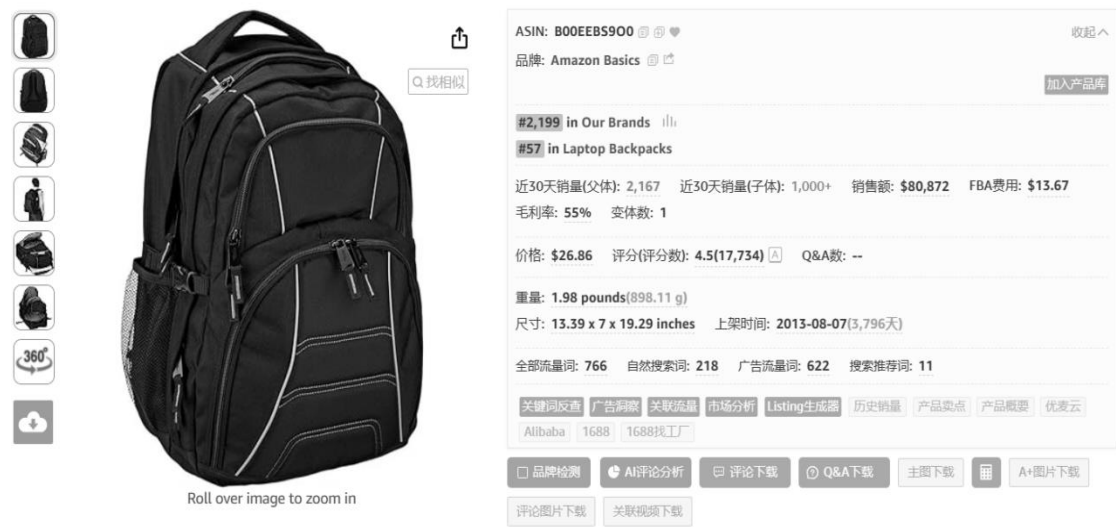 找相似
360°
Roll over image to zoom in
ASIN: B00EEBS9O0
收起
品牌: Amazon Basics
加入产品库
#2,199 in Our Brands
#57 in Laptop Backpacks
近30天销量(父体): 2,167 近30天销量(子体): 1,000+ 销售额: $80,872 FBA费用: $13.67
毛利率: 55% 变体数: 1
价格: $26.86 评分(评分数): 4.5(17,734) A Q&A数: --
重量: 1.98 pounds(898.11 g)
尺寸: 13.39 x 7 x 19.29 inches 上架时间: 2013-08-07(3,796天)
全部流量词: 766 自然搜索词: 218 广告流量词: 622 搜索推荐词: 11
关键词反查 广告洞察 关联流量 市场分析 Listing生成器 历史销量 产品卖点 产品概要 优麦云
Alibaba 1688 1688找工厂
品牌检测 AI评论分析 评论下载 Q&A下载 主图下载 A+图片下载
评论图片下载 关联视频下载